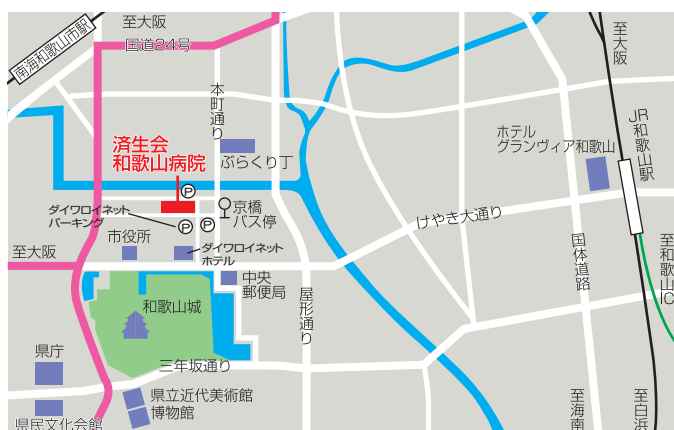 至大阪
国道24号
南海和歌山市駅
本町通り
済生会
和歌山病院
ぶらくり丁
P
ダイワロイネット
パーキング
P
P
京橋
バス停
市役所
ダイワロイネット
ホテル
至大阪
中央
郵便局
和歌山城
屋形通り
けやき大通り
ホテル
グランヴィア和歌山
至大阪
JR和歌山駅
国体道路
至和歌山IC
三年坂通り
県庁
県立近代美術館
博物館
県民文化会館
至海南
至白浜